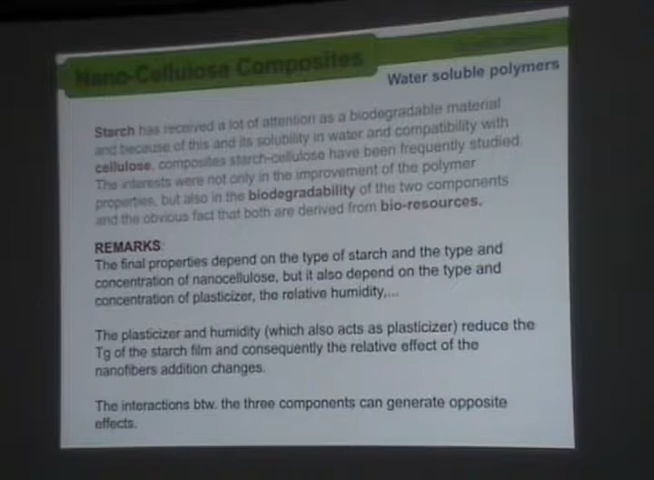 Nano-Cellulose Composites
Water soluble polymers
Starch has received a lot of attention as a biodegradable material
and because of this and its solubility in water and compatibility with
cellulose, composites starch-cellulose have been frequently studied.
The interests were not only in the improvement of the polymer
properties, but also in the biodegradability of the two components
and the obvious fact that both are derived from bio-resources.
REMARKS:
The final properties depend on the type of starch and the type and
concentration of nanocellulose, but it also depend on the type and
concentration of plasticizer, the relative humidity,...
The plasticizer and humidity (which also acts as plasticizer) reduce the
Tg of the starch film and consequently the relative effect of the
nanofibers addition changes.
The interactions btw. the three components can generate opposite
effects.